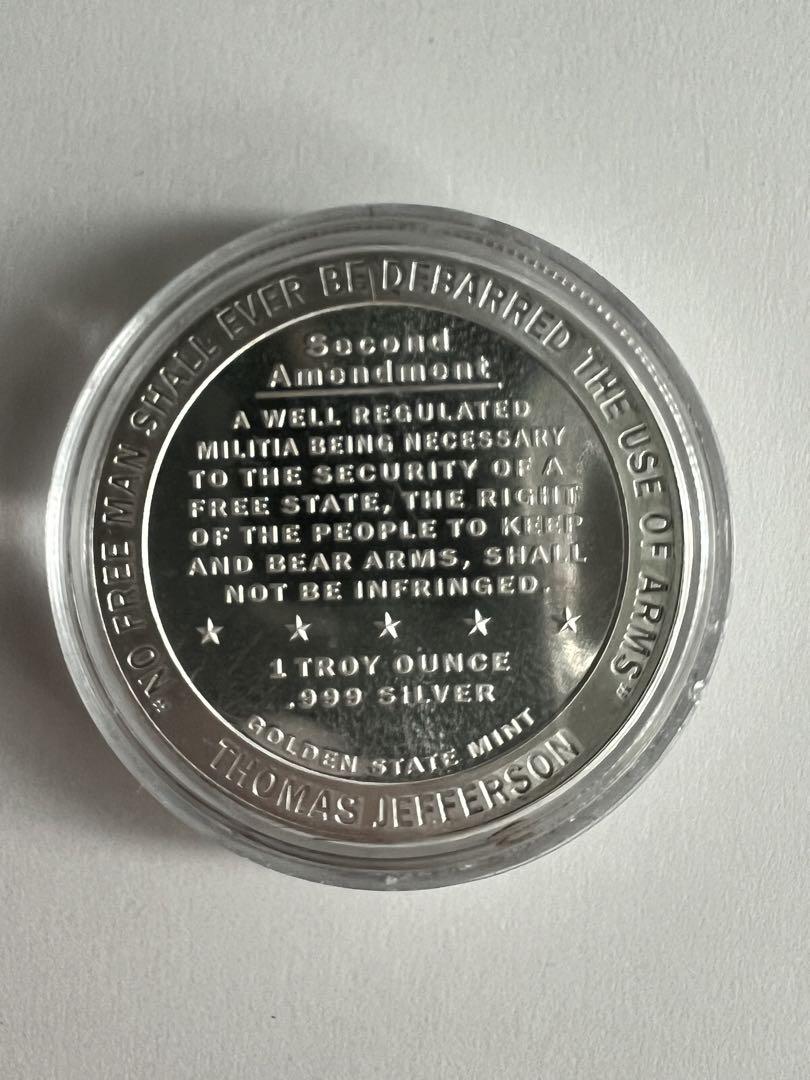 "NO FREE MAN SHALL EVER BE DEBARRED THE USE OF ARMS"
Second
Amendment
A WELL REGULATED
MILITIA BEING NECESSARY
TO THE SECURITY OF A
FREE STATE, THE RIGHT
OF THE PEOPLE TO KEEP
AND BEAR ARMS, SHALL
NOT BE INFRINGED.
1 TROY OUNCE
.999 SILVER
GOLDEN STATE MINT
THOMAS JEFFERSON